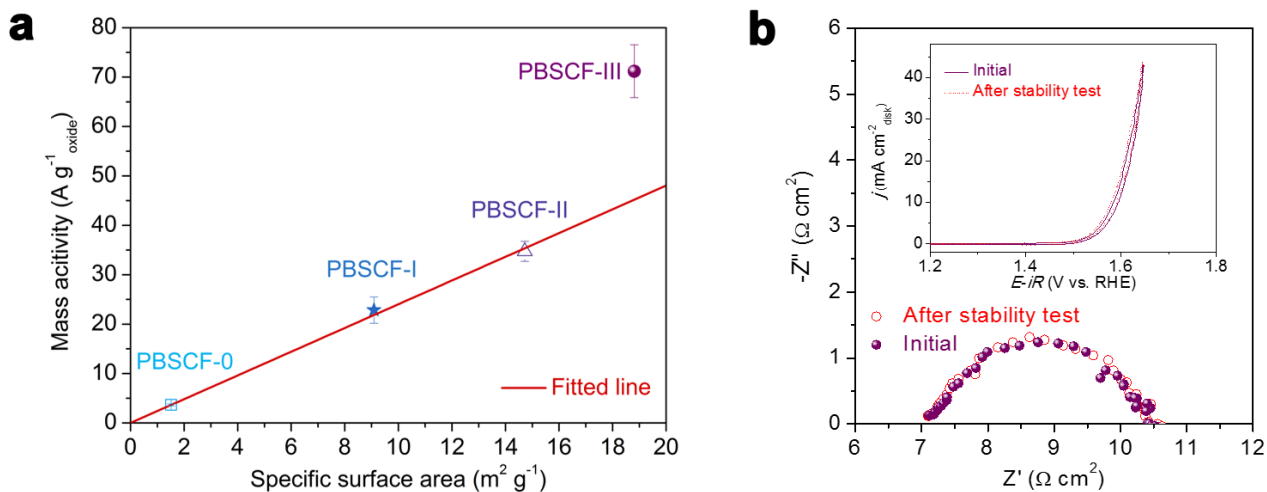 a
80
70
60
50
40
30
20
10
0
Mass acitivity (A g⁻¹oxide)
PBSCF-III
PBSCF-II
PBSCF-I
PBSCF-0
Fitted line
0 2 4 6 8 10 12 14 16 18 20
Specific surface area (m² g⁻¹)
b
6
5
4
3
2
1
0
-Z" (Ω cm²)
40
30
20
10
0
j (mA cm⁻²disk)
Initial
After stability test
1.2 1.4 1.6 1.8
E-iR (V vs. RHE)
After stability test
Initial
6 7 8 9 10 11 12
Z' (Ω cm²)